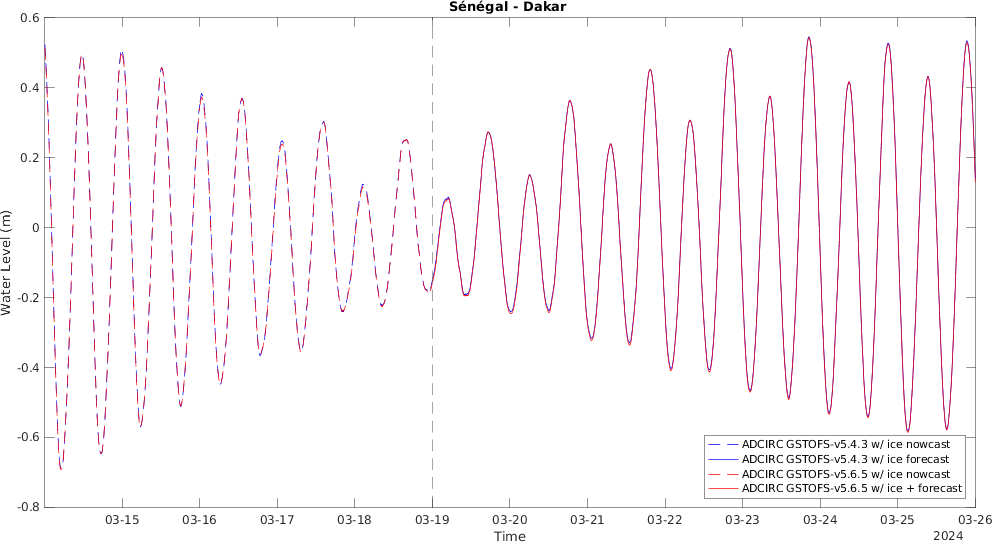 Sénégal - Dakar
0.6
0.4
0.2
0
-0.2
-0.4
-0.6
-0.8
Water Level (m)
ADCIRC GSTOFS-v5.4.3 w/ ice nowcast
ADCIRC GSTOFS-v5.4.3 w/ ice forecast
ADCIRC GSTOFS-v5.6.5 w/ ice nowcast
ADCIRC GSTOFS-v5.6.5 w/ ice + forecast
03-15 03-16 03-17 03-18 03-19 03-20 03-21 03-22 03-23 03-24 03-25 03-26
Time
2024